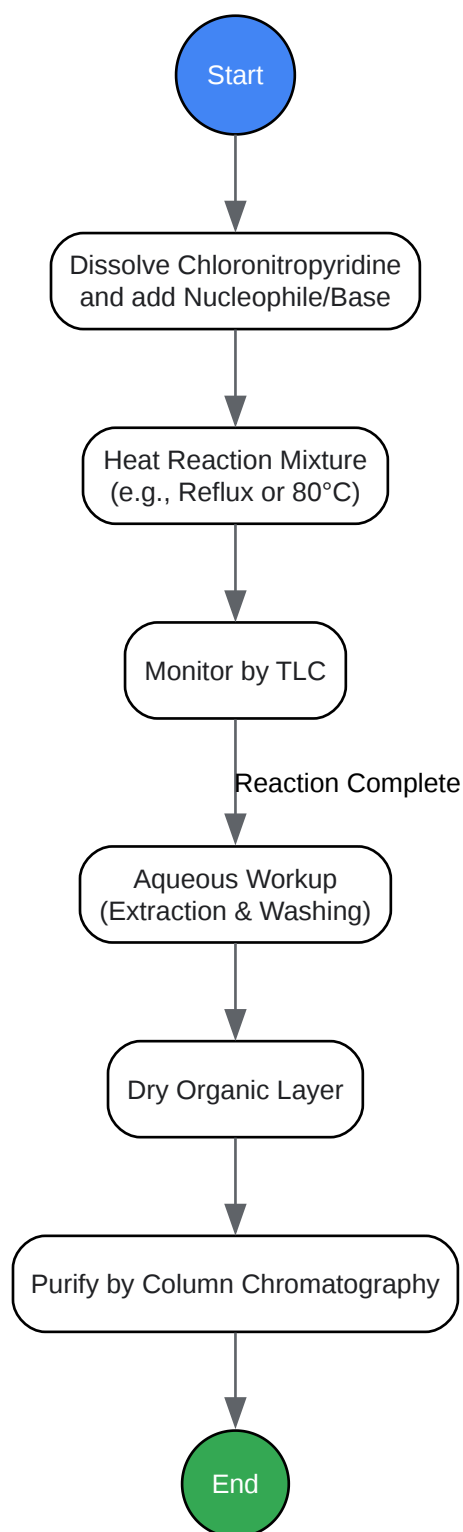 Start
Dissolve Chloronitropyridine
and add Nucleophile/Base
Heat Reaction Mixture
(e.g., Reflux or 80°C)
Monitor by TLC
Reaction Complete
Aqueous Workup
(Extraction & Washing)
Dry Organic Layer
Purify by Column Chromatography
End